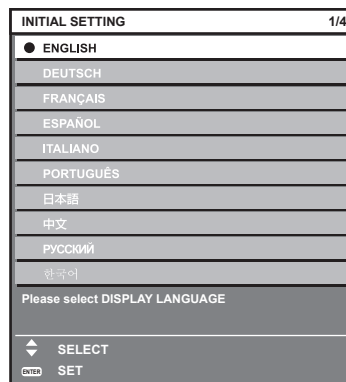 INITIAL SETTING 1/4
ENGLISH
DEUTSCH
FRANÇAIS
ESPAÑOL
ITALIANO
PORTUGUÊS
日本語
中文
РУССКИЙ
한국어
Please select DISPLAY LANGUAGE
SELECT
ENTER SET